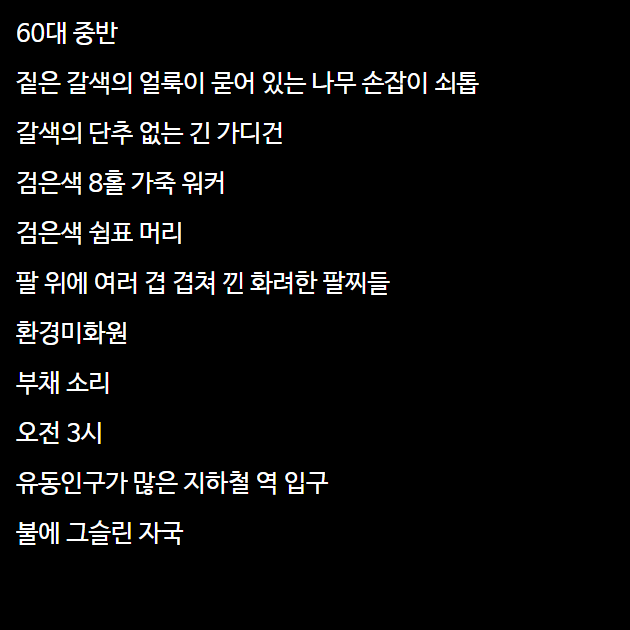 60대 중반
짙은 갈색의 얼룩이 묻어 있는 나무 손잡이 쇠톱
갈색의 단추 없는 긴 가디건
검은색 8홀 가죽 워커
검은색 쉼표 머리
팔 위에 여러 겹 겹쳐 낀 화려한 팔찌들
환경미화원
부채 소리
오전 3시
유동인구가 많은 지하철 역 입구
불에 그슬린 자국